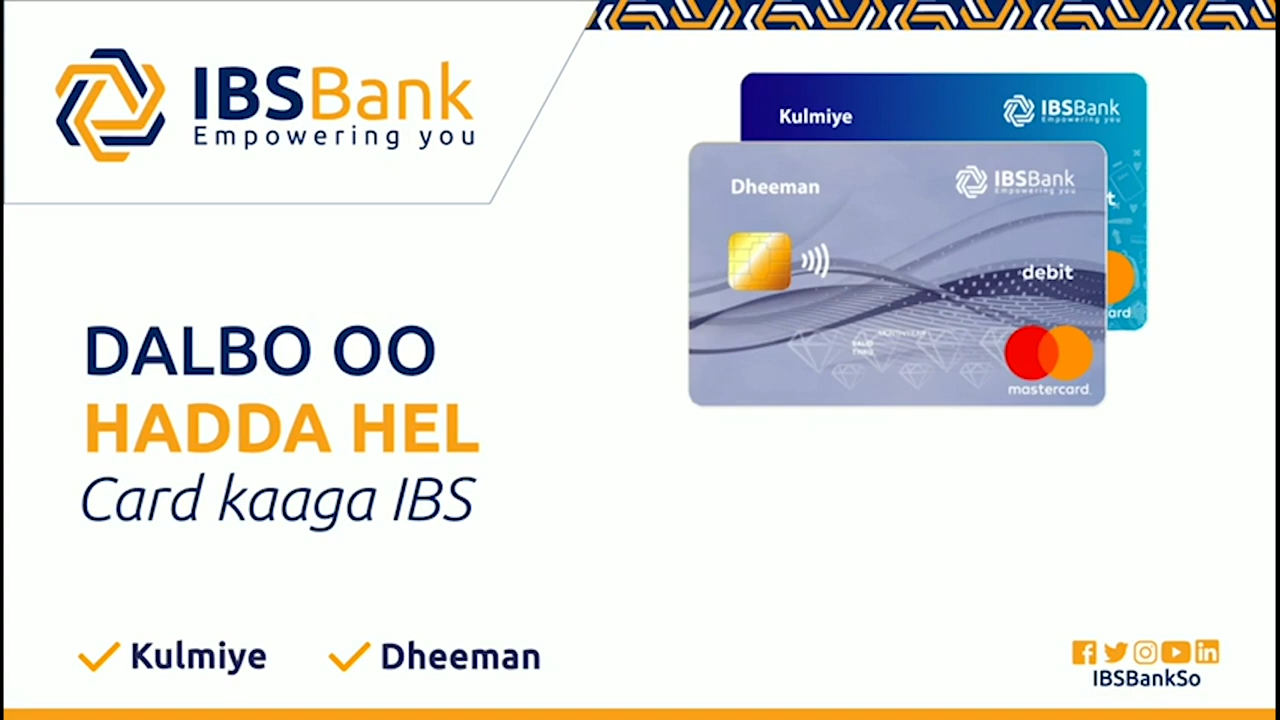 IBSBank
Empowering you
Kulmiye
IBSBank
Empowering you
Dheeman
IBSBank
Empowering you
debit
mastercard.
DALBO OO
HADDA HEL
Card kaaga IBS
Kulmiye
Dheeman
IBSBankSo